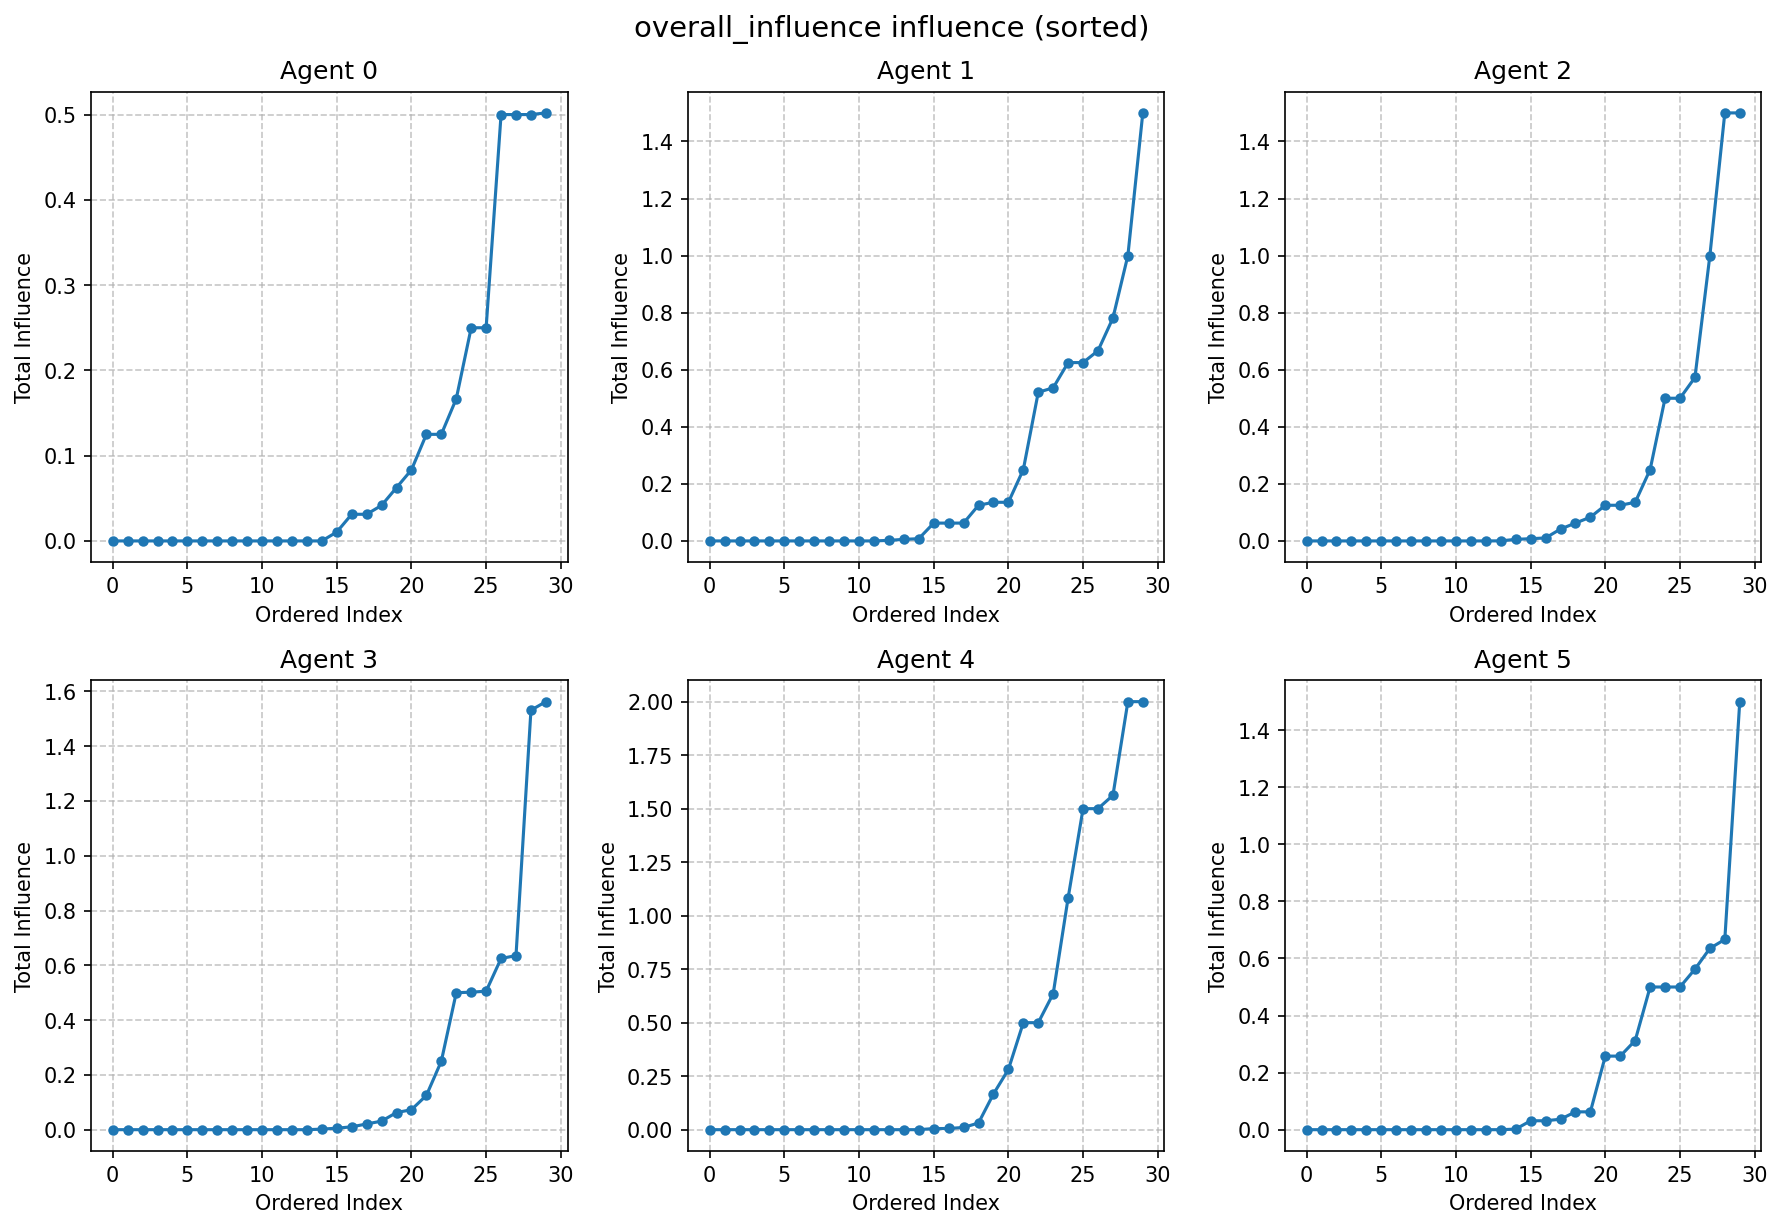 overall_influence influence (sorted)
Agent 0
Agent 1
Agent 2
0.5
0.4
0.3
0.2
0.1
0.0
Total Influence
0 5 10 15 20 25 30
Ordered Index
1.4
1.2
1.0
0.8
0.6
0.4
0.2
0.0
Total Influence
0 5 10 15 20 25 30
Ordered Index
1.4
1.2
1.0
0.8
0.6
0.4
0.2
0.0
Total Influence
0 5 10 15 20 25 30
Ordered Index
Agent 3
Agent 4
Agent 5
1.6
1.4
1.2
1.0
0.8
0.6
0.4
0.2
0.0
Total Influence
0 5 10 15 20 25 30
Ordered Index
2.00
1.75
1.50
1.25
1.00
0.75
0.50
0.25
0.00
Total Influence
0 5 10 15 20 25 30
Ordered Index
1.4
1.2
1.0
0.8
0.6
0.4
0.2
0.0
Total Influence
0 5 10 15 20 25 30
Ordered Index